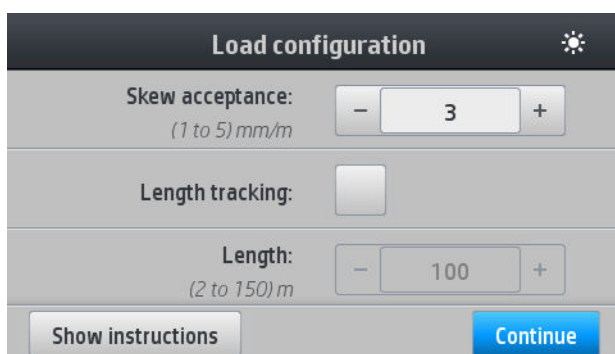 Load configuration
Skew acceptance:
(1 to 5) mm/m
− 3 +
Length tracking:
Length:
(2 to 150) m
− 100 +
Show instructions
Continue